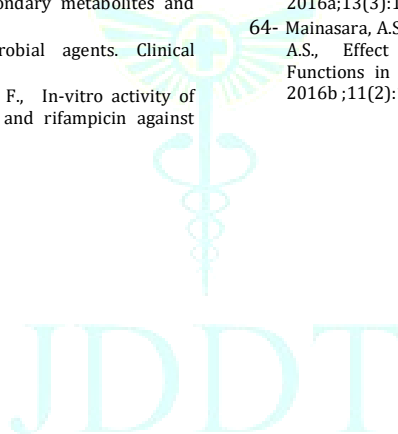 ondary metabolites and
robial agents. Clinical
F., In-vitro activity of
and rifampicin against
2016a;13(3):1
64- Mainasara, A.S
A.S., Effect
Functions in
2016b ;11(2):
JDDT